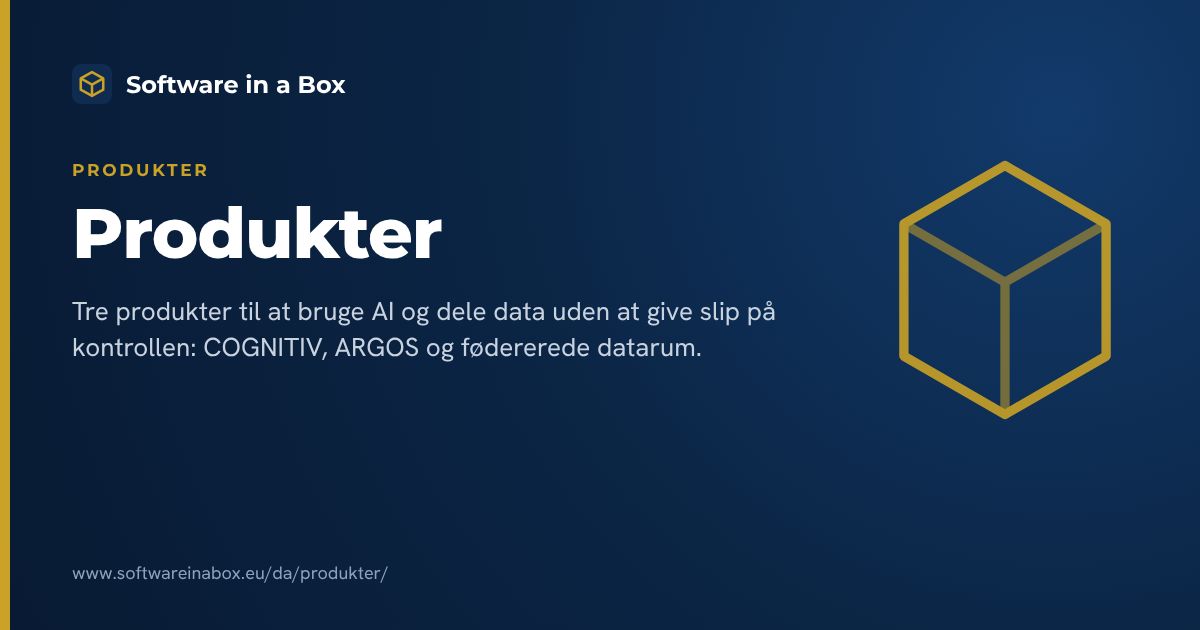 Software in a Box
PRODUKTER
Produkter
Tre produkter til at bruge AI og dele data uden at give slip på
kontrollen: COGNITIV, ARGOS og fødererede datarum.
www.softwareinabox.eu/da/produkter/